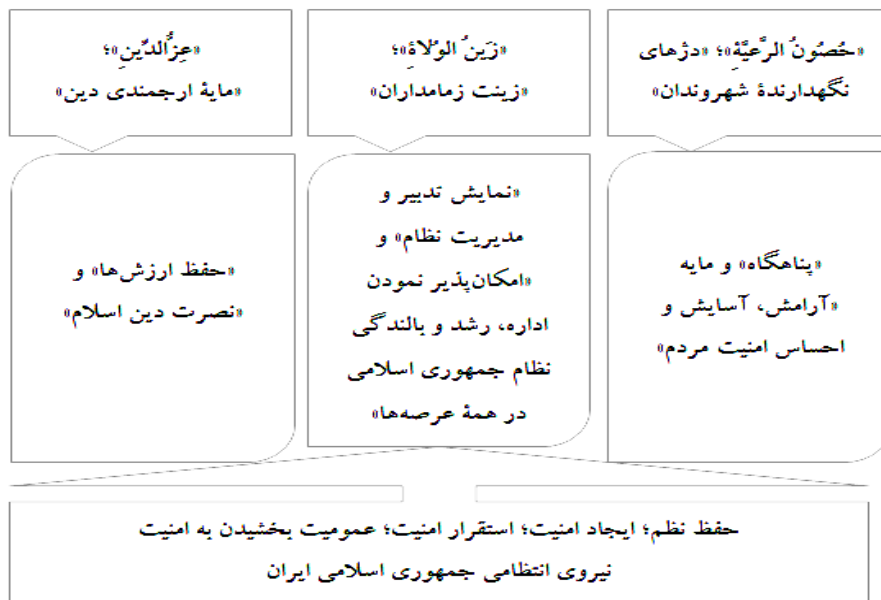 «حُصُونُ الرَّعیَّةِ»؛ «دژهای
نگهدارندهٔ شهروندان»
«زَینُ الوُلاةِ»؛
«زینت زمامداران»
«عِزُّالدِّینِ»؛
«مایهٔ ارجمندی دین»
«پناهگاه» و مایه
«آرامش، آسایش و
احساس امنیت مردم»
«نمایش تدبیر و
مدیریت نظام» و
«امکان‌پذیر نمودن
اداره، رشد و بالندگی
نظام جمهوری اسلامی
در همهٔ عرصه‌ها»
«حفظ ارزش‌ها» و
«نصرت دین اسلام»
حفظ نظم؛ ایجاد امنیت؛ استقرار امنیت؛ عمومیت بخشیدن به امنیت
نیروی انتظامی جمهوری اسلامی ایران